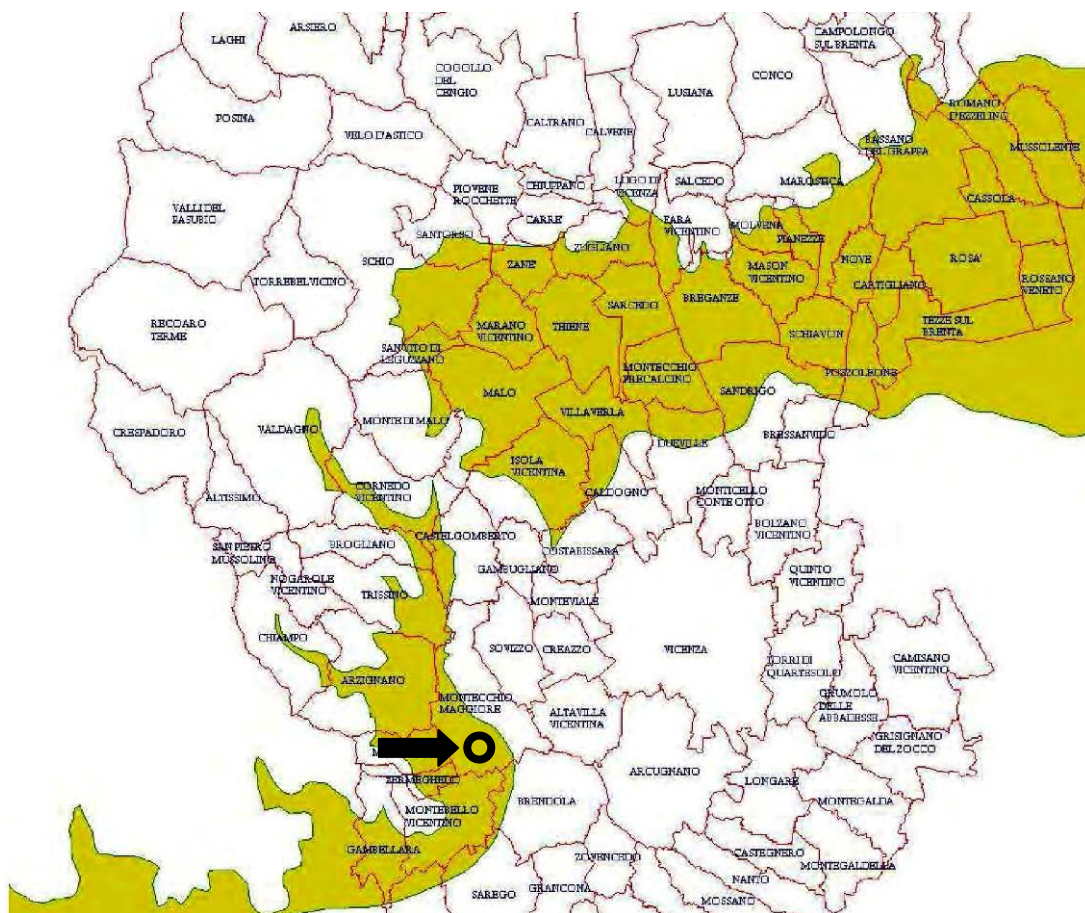 LAGHI
ARSIERO
CAMPOLONGO
SUL BRENTA
COGOLLO
DEL
CENGIO
LUSIANA
CONCO
POSINA
VELO D'ASTICO
CALTRANO
CALVENE
ROMANO
D'EZZELINO
BASSANO
DEL GRAPPA
MUSSOLENTE
VALLI DEL
PASUBIO
PIOVENE
ROCCHETTE
CHIUPPANO
LUGO DI
VICENZA
SALCEDO
MAROSTICA
CASSOLA
SANTORSO
CARRE'
FARA
VICENTINO
MOLVENA
PIANEZZE
SCHIO
ZUGLIANO
ZANE'
MASON
VICENTINO
NOVE
ROSA'
TORREBELVICINO
SARCEDO
BREGANZE
CARTIGLIANO
ROSSANO
VENETO
RECOARO
TERME
MARANO
VICENTINO
THIENE
SCHIAVON
TEZZE SUL
BRENTA
SAN VITO DI
LEGUZZANO
MALO
MONTECCHIO
PRECALCINO
SANDRIGO
POZZOLEONE
CRESPADORO
VALDAGNO
MONTE DI MALO
VILLAVERLA
BRESSANVIDO
DUEVILLE
ISOLA
VICENTINA
ALTISSIMO
CORNEDO
VICENTINO
CALDOGNO
MONTICELLO
CONTE OTTO
BOLZANO
VICENTINO
SAN PIETRO
MUSSOLINO
BROGLIANO
CASTELGOMBERTO
COSTABISSARA
GAMBUGLIANO
QUINTO
VICENTINO
NOGAROLE
VICENTINO
TRISSINO
MONTEVIALE
CHIAMPO
SOVIZZO
CREAZZO
VICENZA
TORRI DI
QUARTESOLO
CAMISANO
VICENTINO
ARZIGNANO
MONTECCHIO
MAGGIORE
ALTAVILLA
VICENTINA
GRUMOLO
DELLE
ABBADESSE
GRISIGNANO
DEL ZOCCO
M
ZERMEGHEDO
ARCUGNANO
LONGARE
MONTEBELLO
VICENTINO
BRENDOLA
MONTEGALDA
GAMBELLARA
ZOVENCEDO
CASTEGNERO
MONTEGALDELLA
SAREGO
GRANCONA
NANTO
MOSSANO